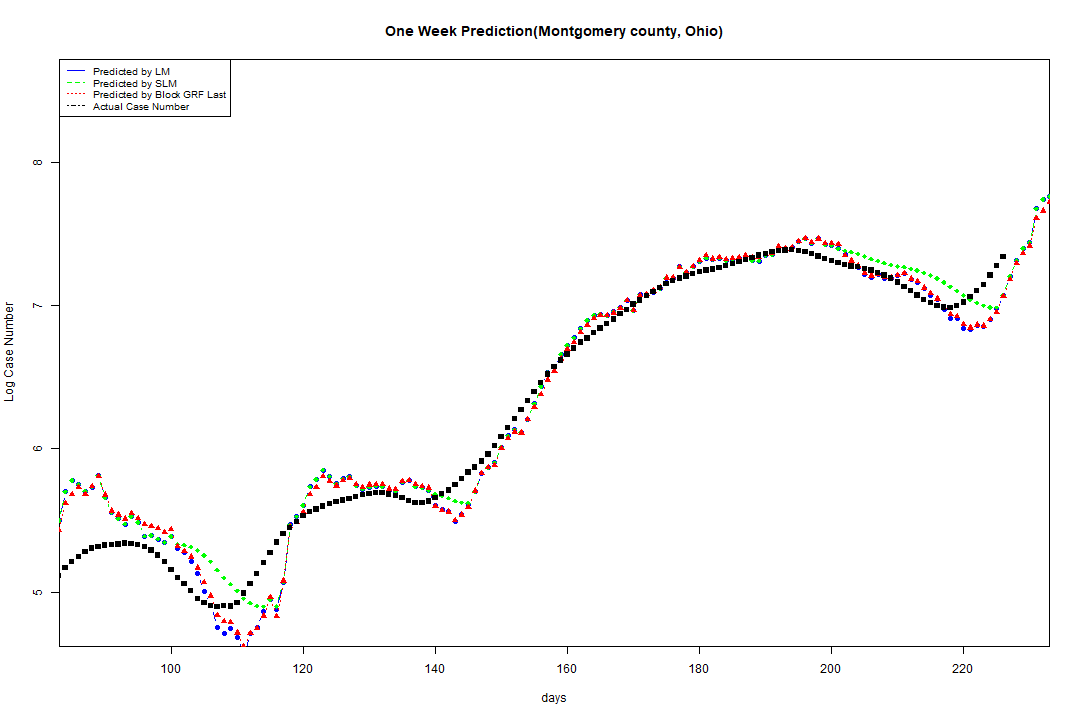 One Week Prediction(Montgomery county, Ohio)
Predicted by LM
Predicted by SLM
Predicted by Block GRF Last
Actual Case Number
8
7
6
5
Log Case Number
100 120 140 160 180 200 220
days